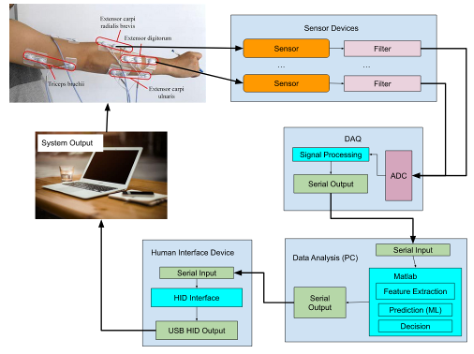 Extensor carpi
radialis brevis
Extensor digitorum
Triceps brachii
Extensor carpi
ulnaris
Sensor Devices
Sensor
Filter
...
...
Sensor
Filter
DAQ
Signal Processing
ADC
Serial Output
System Output
Human Interface Device
Serial Input
HID Interface
USB HID Output
Serial Input
Data Analysis (PC)
Matlab
Feature Extraction
Serial
Output
Prediction (ML)
Decision